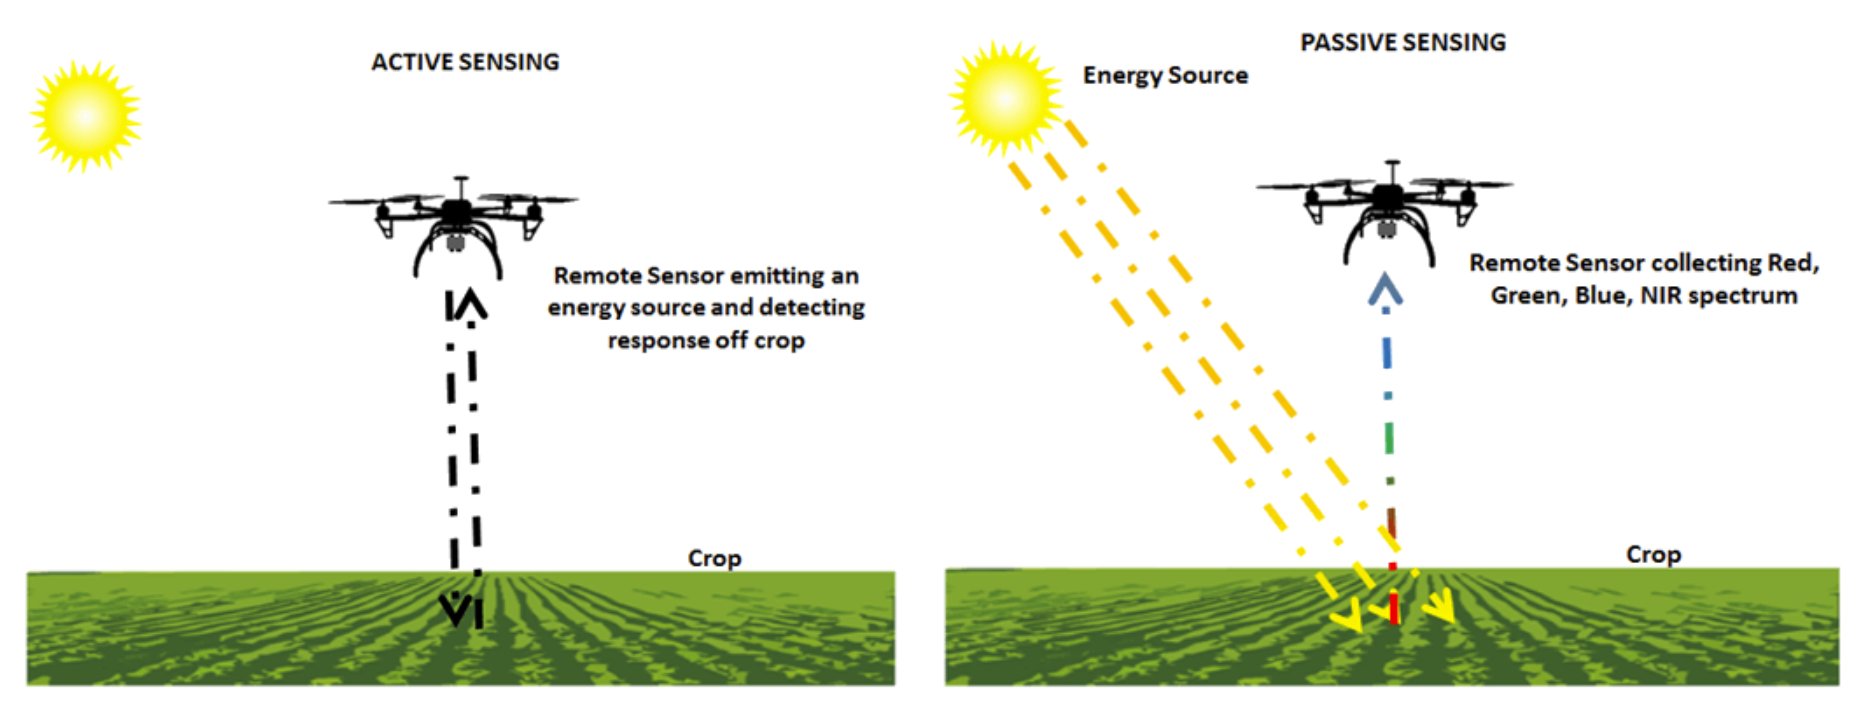 ACTIVE SENSING
Remote Sensor emitting an
energy source and detecting
response off crop
Crop
PASSIVE SENSING
Energy Source
Remote Sensor collecting Red,
Green, Blue, NIR spectrum
Crop